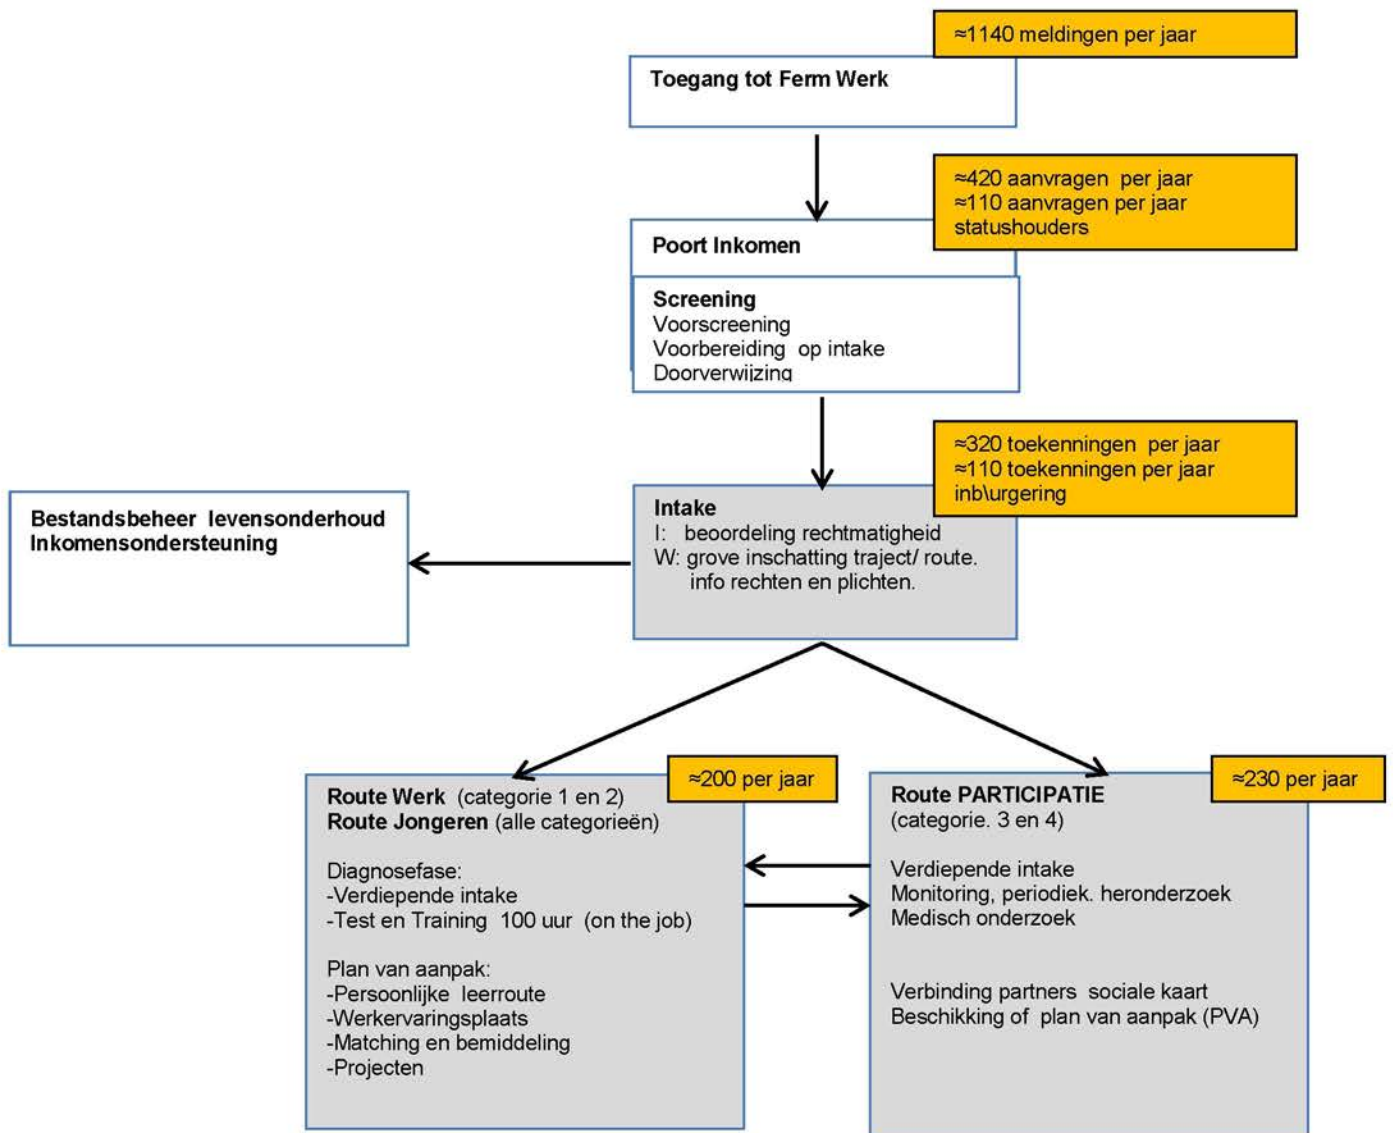 ≈1140 meldingen per jaar
Toegang tot Ferm Werk
≈420 aanvragen per jaar
≈110 aanvragen per jaar
statushouders
Poort Inkomen
Screening
Voorscreening
Voorbereiding op intake
Doorverwijzing
≈320 toekenningen per jaar
≈110 toekenningen per jaar
inb\urgering
Intake
I: beoordeling rechtmatigheid
W: grove inschatting traject/ route.
info rechten en plichten.
Bestandsbeheer levensonderhoud
Inkomensondersteuning
≈200 per jaar
Route Werk (categorie 1 en 2)
Route Jongeren (alle categorieën)
Diagnosefase:
-Verdiepende intake
-Test en Training 100 uur (on the job)
Plan van aanpak:
-Persoonlijke leerroute
-Werkervaringsplaats
-Matching en bemiddeling
-Projecten
≈230 per jaar
Route PARTICIPATIE
(categorie. 3 en 4)
Verdiepende intake
Monitoring, periodiek. heronderzoek
Medisch onderzoek
Verbinding partners sociale kaart
Beschikking of plan van aanpak (PVA)